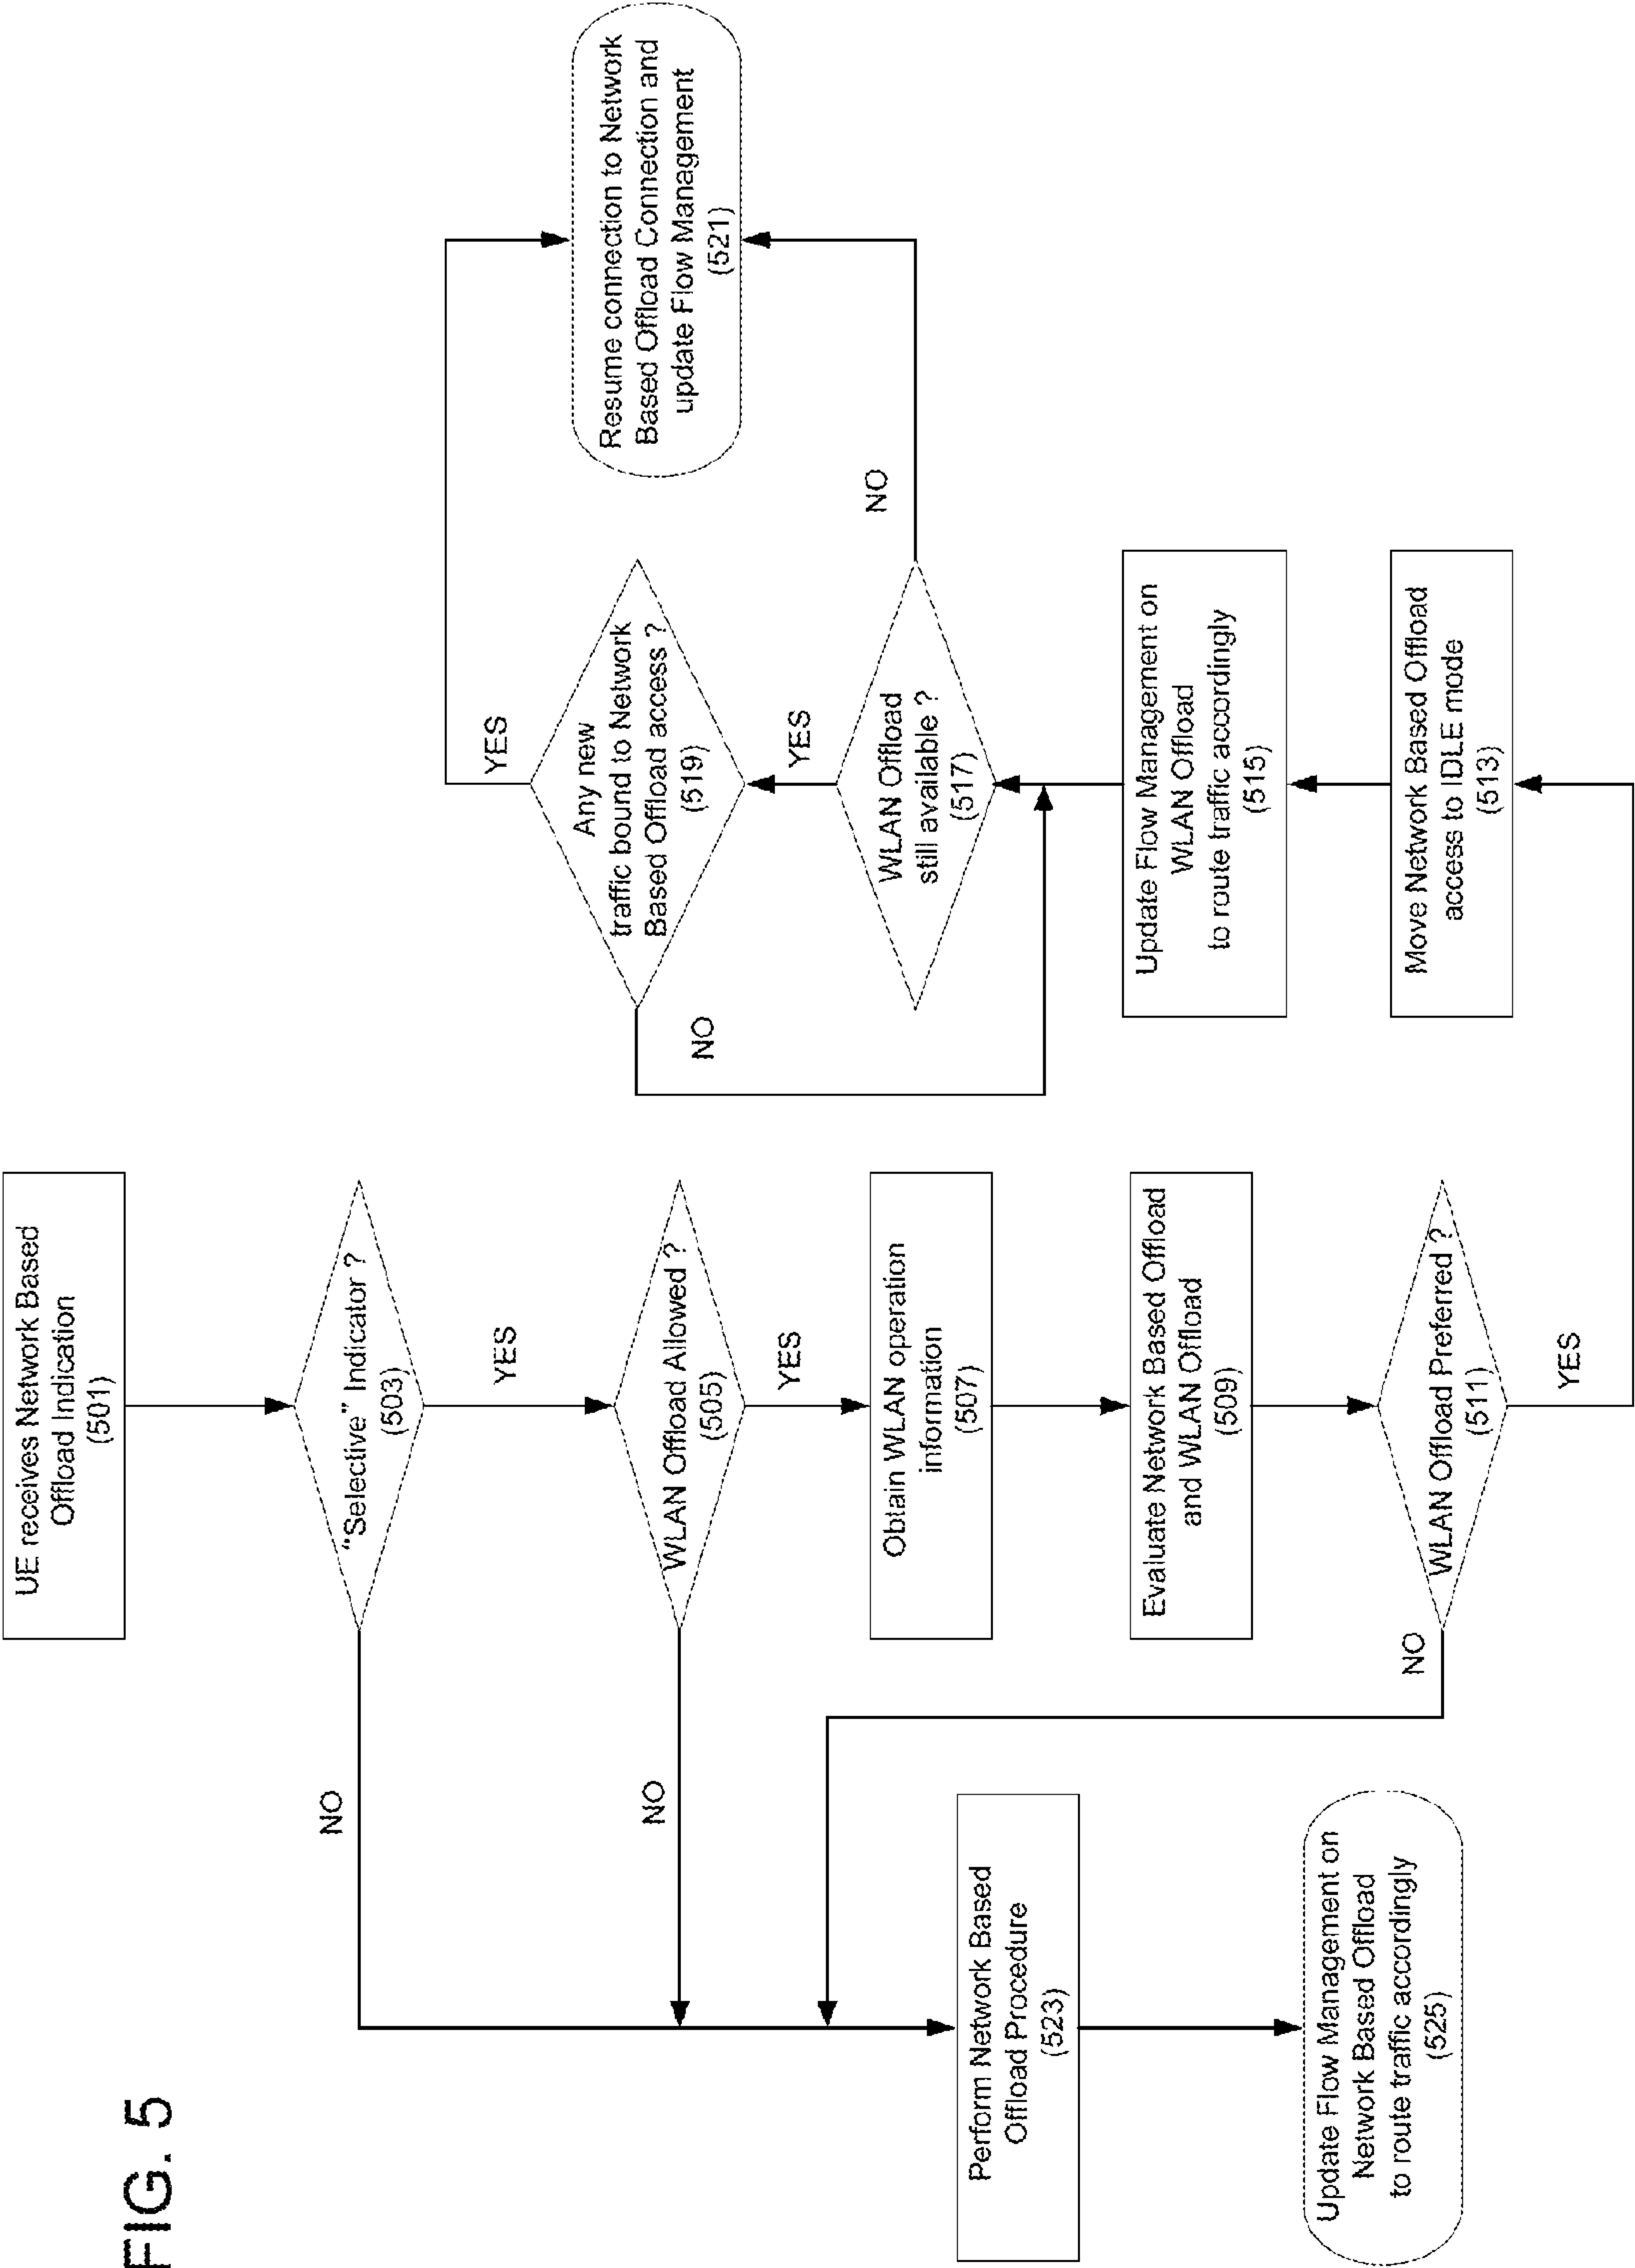 FIG. 5
UE receives Network Based
Offload Indication
(501)
“Selective” Indicator ?
(503)
NO
YES
WLAN Offload Allowed ?
(505)
NO
YES
Obtain WLAN operation
information
(507)
Evaluate Network Based Offload
and WLAN Offload
(509)
WLAN Offload Preferred ?
(511)
NO
YES
Perform Network Based
Offload Procedure
(523)
Update Flow Management on
Network Based Offload
to route traffic accordingly
(525)
Move Network Based Offload
access to IDLE mode
(513)
Update Flow Management on
WLAN Offload
to route traffic accordingly
(515)
WLAN Offload
still available ?
(517)
NO
YES
Any new
traffic bound to Network
Based Offload access ?
(519)
NO
YES
Resume connection to Network
Based Offload Connection and
update Flow Management
(521)